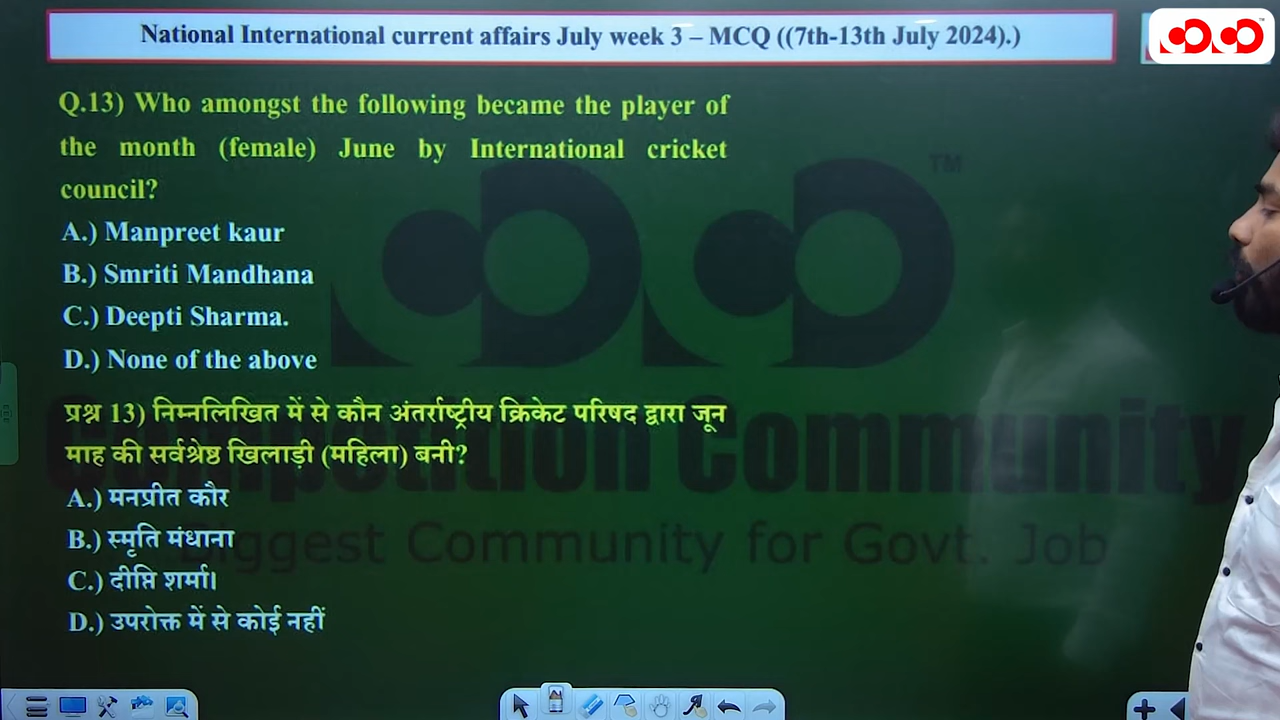 National International current affairs July week 3 – MCQ ((7th-13th July 2024).)
Q.13) Who amongst the following became the player of
the month (female) June by International cricket
council?
A.) Manpreet kaur
B.) Smriti Mandhana
C.) Deepti Sharma.
D.) None of the above
प्रश्न 13) निम्नलिखित में से कौन अंतर्राष्ट्रीय क्रिकेट परिषद द्वारा जून
माह की सर्वश्रेष्ठ खिलाड़ी (महिला) बनी?
A.) मनप्रीत कौर
B.) स्मृति मंधाना
C.) दीप्ति शर्मा।
D.) उपरोक्त में से कोई नहीं
TM
Competition Community
Biggest Community for Govt. Job